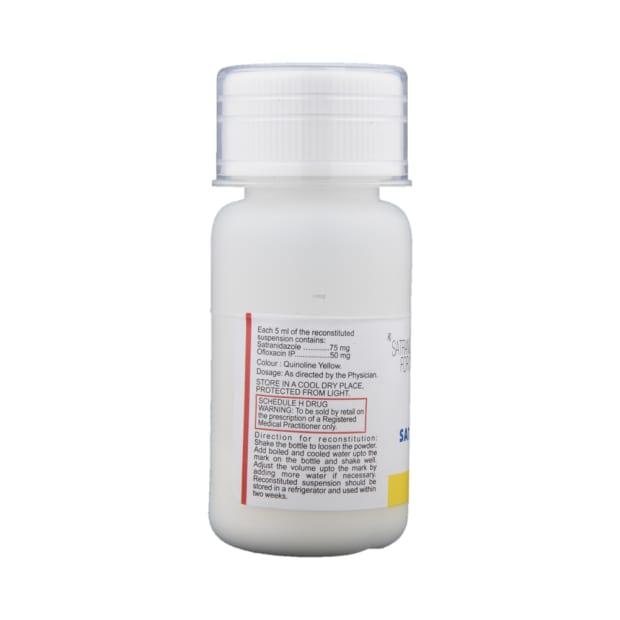 Each 5 ml of the reconstituted
suspension contains:
Satranidazole ............75 mg
Ofloxacin IP................50 mg
Colour : Quinoline Yellow.
Dosage: As directed by the Physician.
STORE IN A COOL DRY PLACE,
PROTECTED FROM LIGHT.
SCHEDULE H DRUG
WARNING: To be sold by retail on
the prescription of a Registered
Medical Practitioner only.
Direction for reconstitution:
Shake the bottle to loosen the powder.
Add boiled and cooled water upto the
mark on the bottle and shake well.
Adjust the volume upto the mark by
adding more water if necessary.
Reconstituted suspension should be
stored in a refrigerator and used within
two weeks.
SATRAN
FOR
SAT